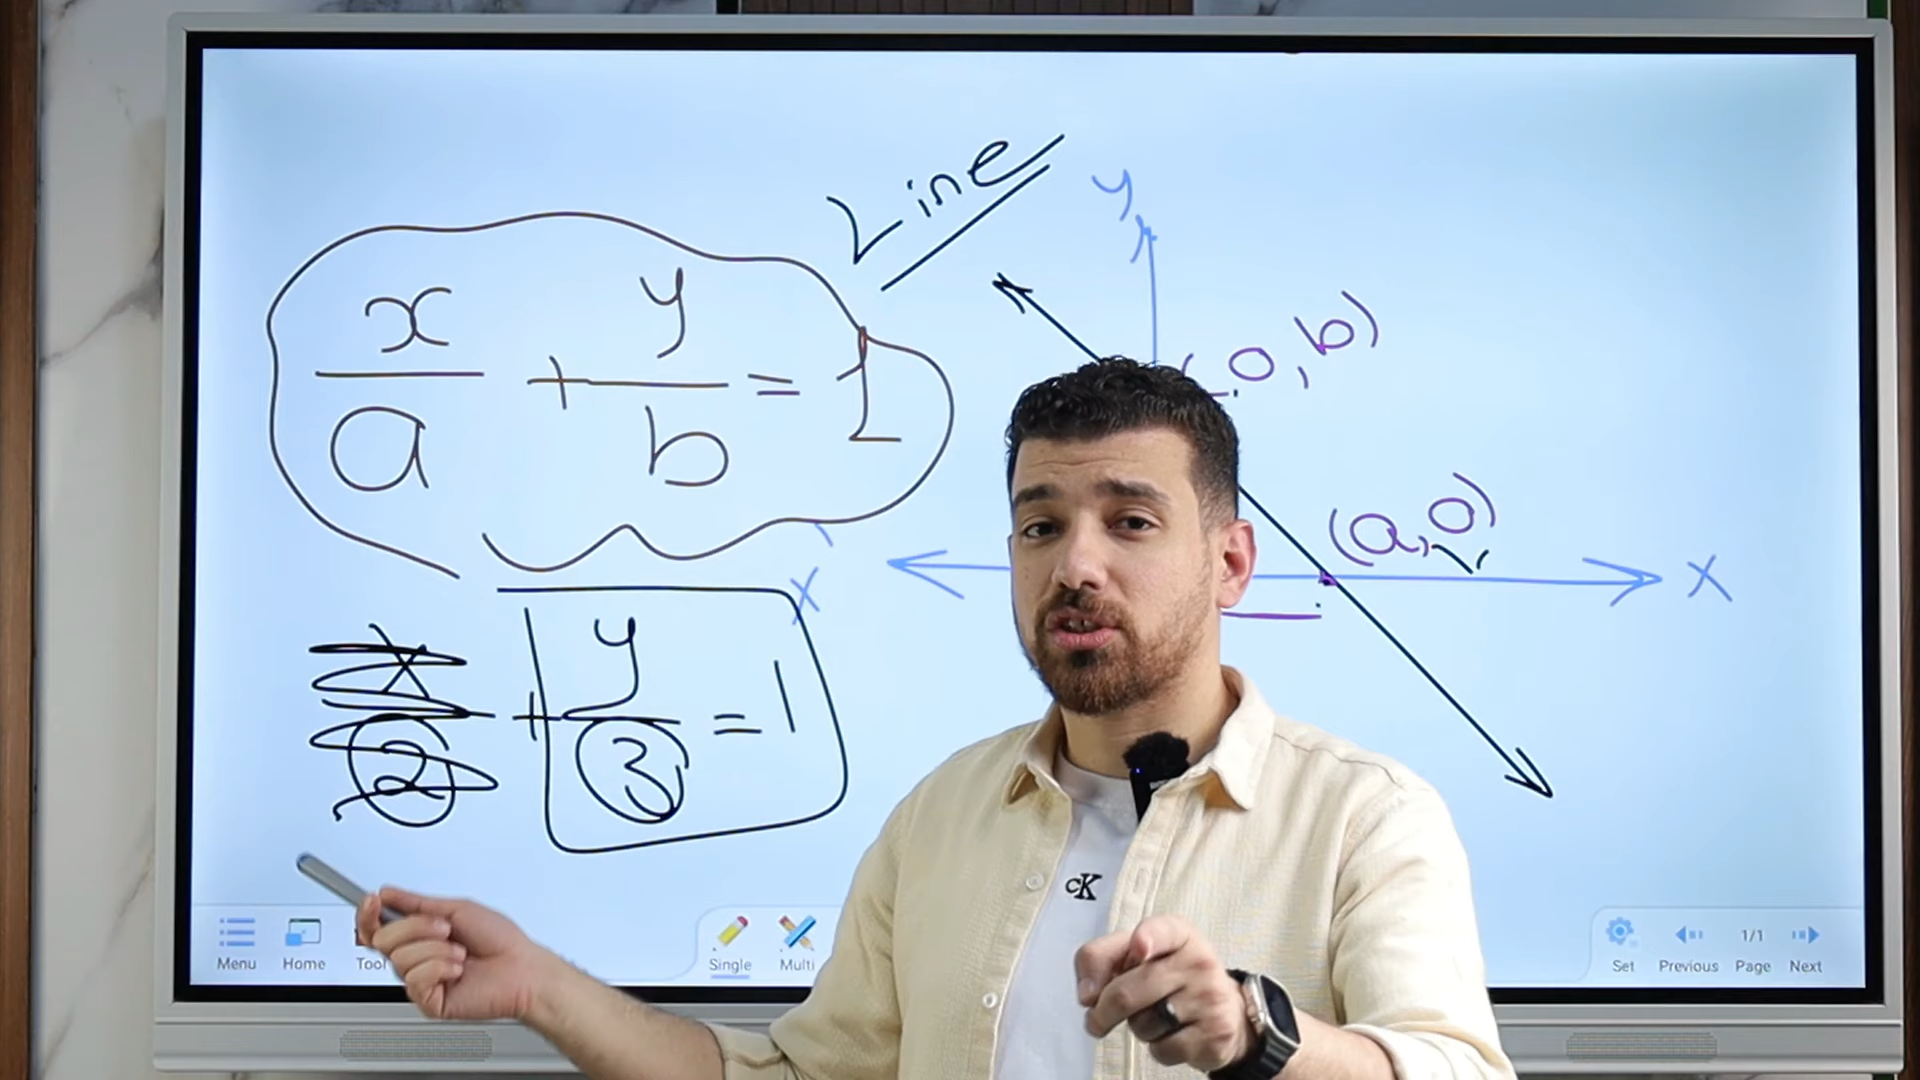 Line
y
x/a + y/b = 1
(0, b)
(a, 0)
x
x
+ y/3 = 1
x/2
CK
Menu Home Tool Single Multi Set Previous 1/1 Page Next